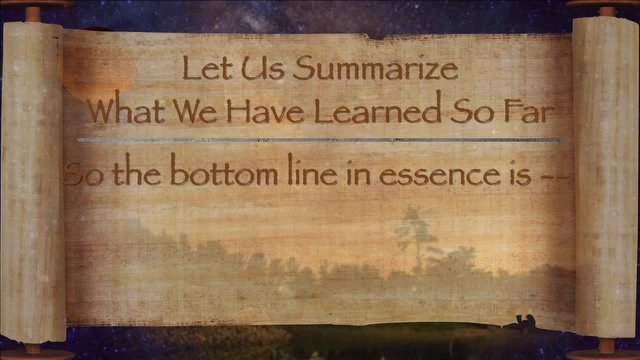 Let Us Summarize
What We Have Learned So Far
So the bottom line in essence is --